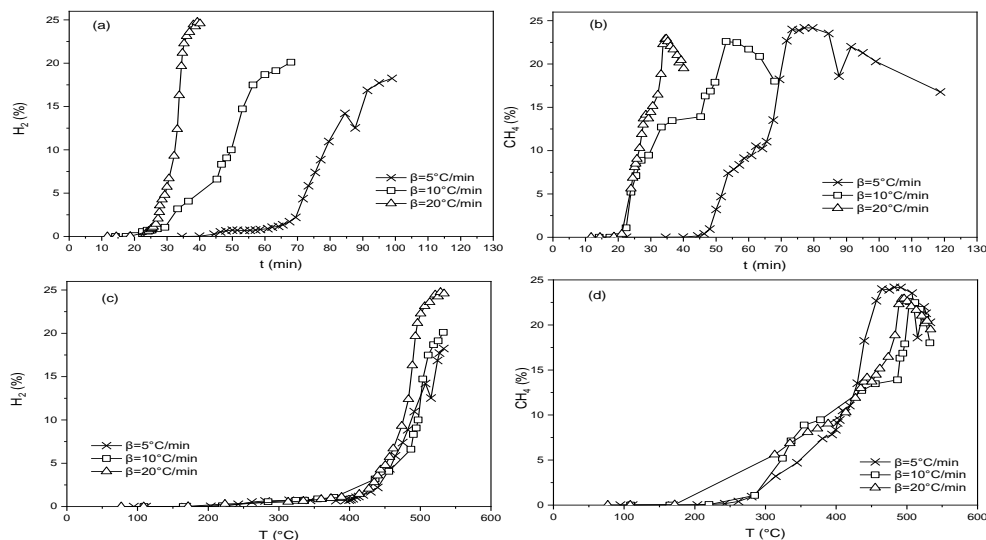 (a)
H₂ (%)
25
20
15
10
5
0
β=5°C/min
β=10°C/min
β=20°C/min
0 10 20 30 40 50 60 70 80 90 100 110 120 130
t (min)
(b)
CH₄ (%)
25
20
15
10
5
0
β=5°C/min
β=10°C/min
β=20°C/min
0 10 20 30 40 50 60 70 80 90 100 110 120 130
t (min)
(c)
H₂ (%)
25
20
15
10
5
0
β=5°C/min
β=10°C/min
β=20°C/min
0 100 200 300 400 500 600
T (°C)
(d)
CH₄ (%)
25
20
15
10
5
0
β=5°C/min
β=10°C/min
β=20°C/min
0 100 200 300 400 500 600
T (°C)